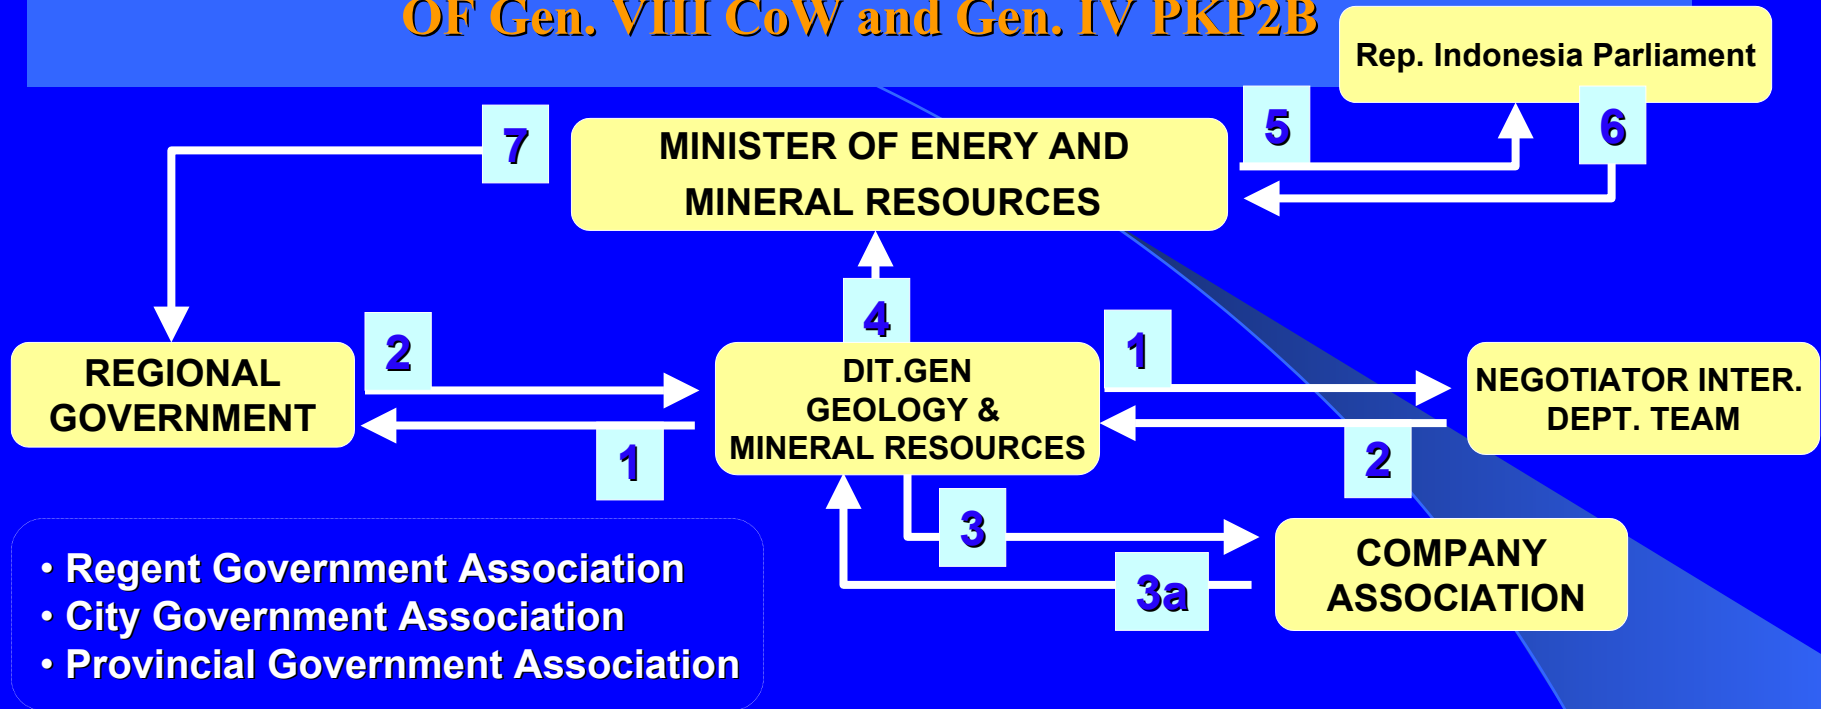 OF Gen. VIII CoW and Gen. IV PKP2B
Rep. Indonesia Parliament
7
MINISTER OF ENERY AND
MINERAL RESOURCES
5
6
4
REGIONAL
GOVERNMENT
2
1
DIT.GEN
GEOLOGY &
MINERAL RESOURCES
1
2
NEGOTIATOR INTER.
DEPT. TEAM
3
3a
COMPANY
ASSOCIATION
• Regent Government Association
• City Government Association
• Provincial Government Association